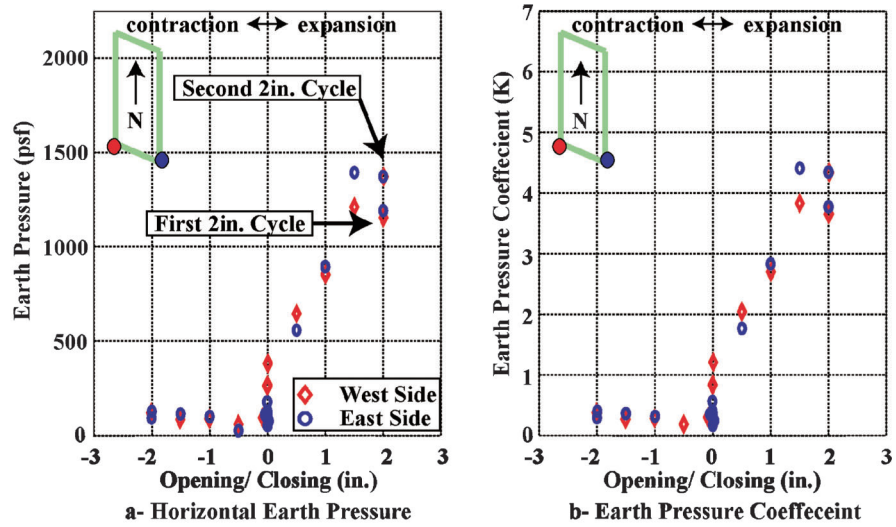 contraction ↔ expansion
2250
2000
1500
1000
500
0
Earth Pressure (psf)
N
Second 2in. Cycle
First 2in. Cycle
West Side
East Side
-3 -2 -1 0 1 2 3
Opening/ Closing (in.)
a- Horizontal Earth Pressure
contraction ↔ expansion
7
6
5
4
3
2
1
0
Earth Pressure Coeffecient (K)
N
-3 -2 -1 0 1 2 3
Opening/ Closing (in.)
b- Earth Pressure Coeffeceint